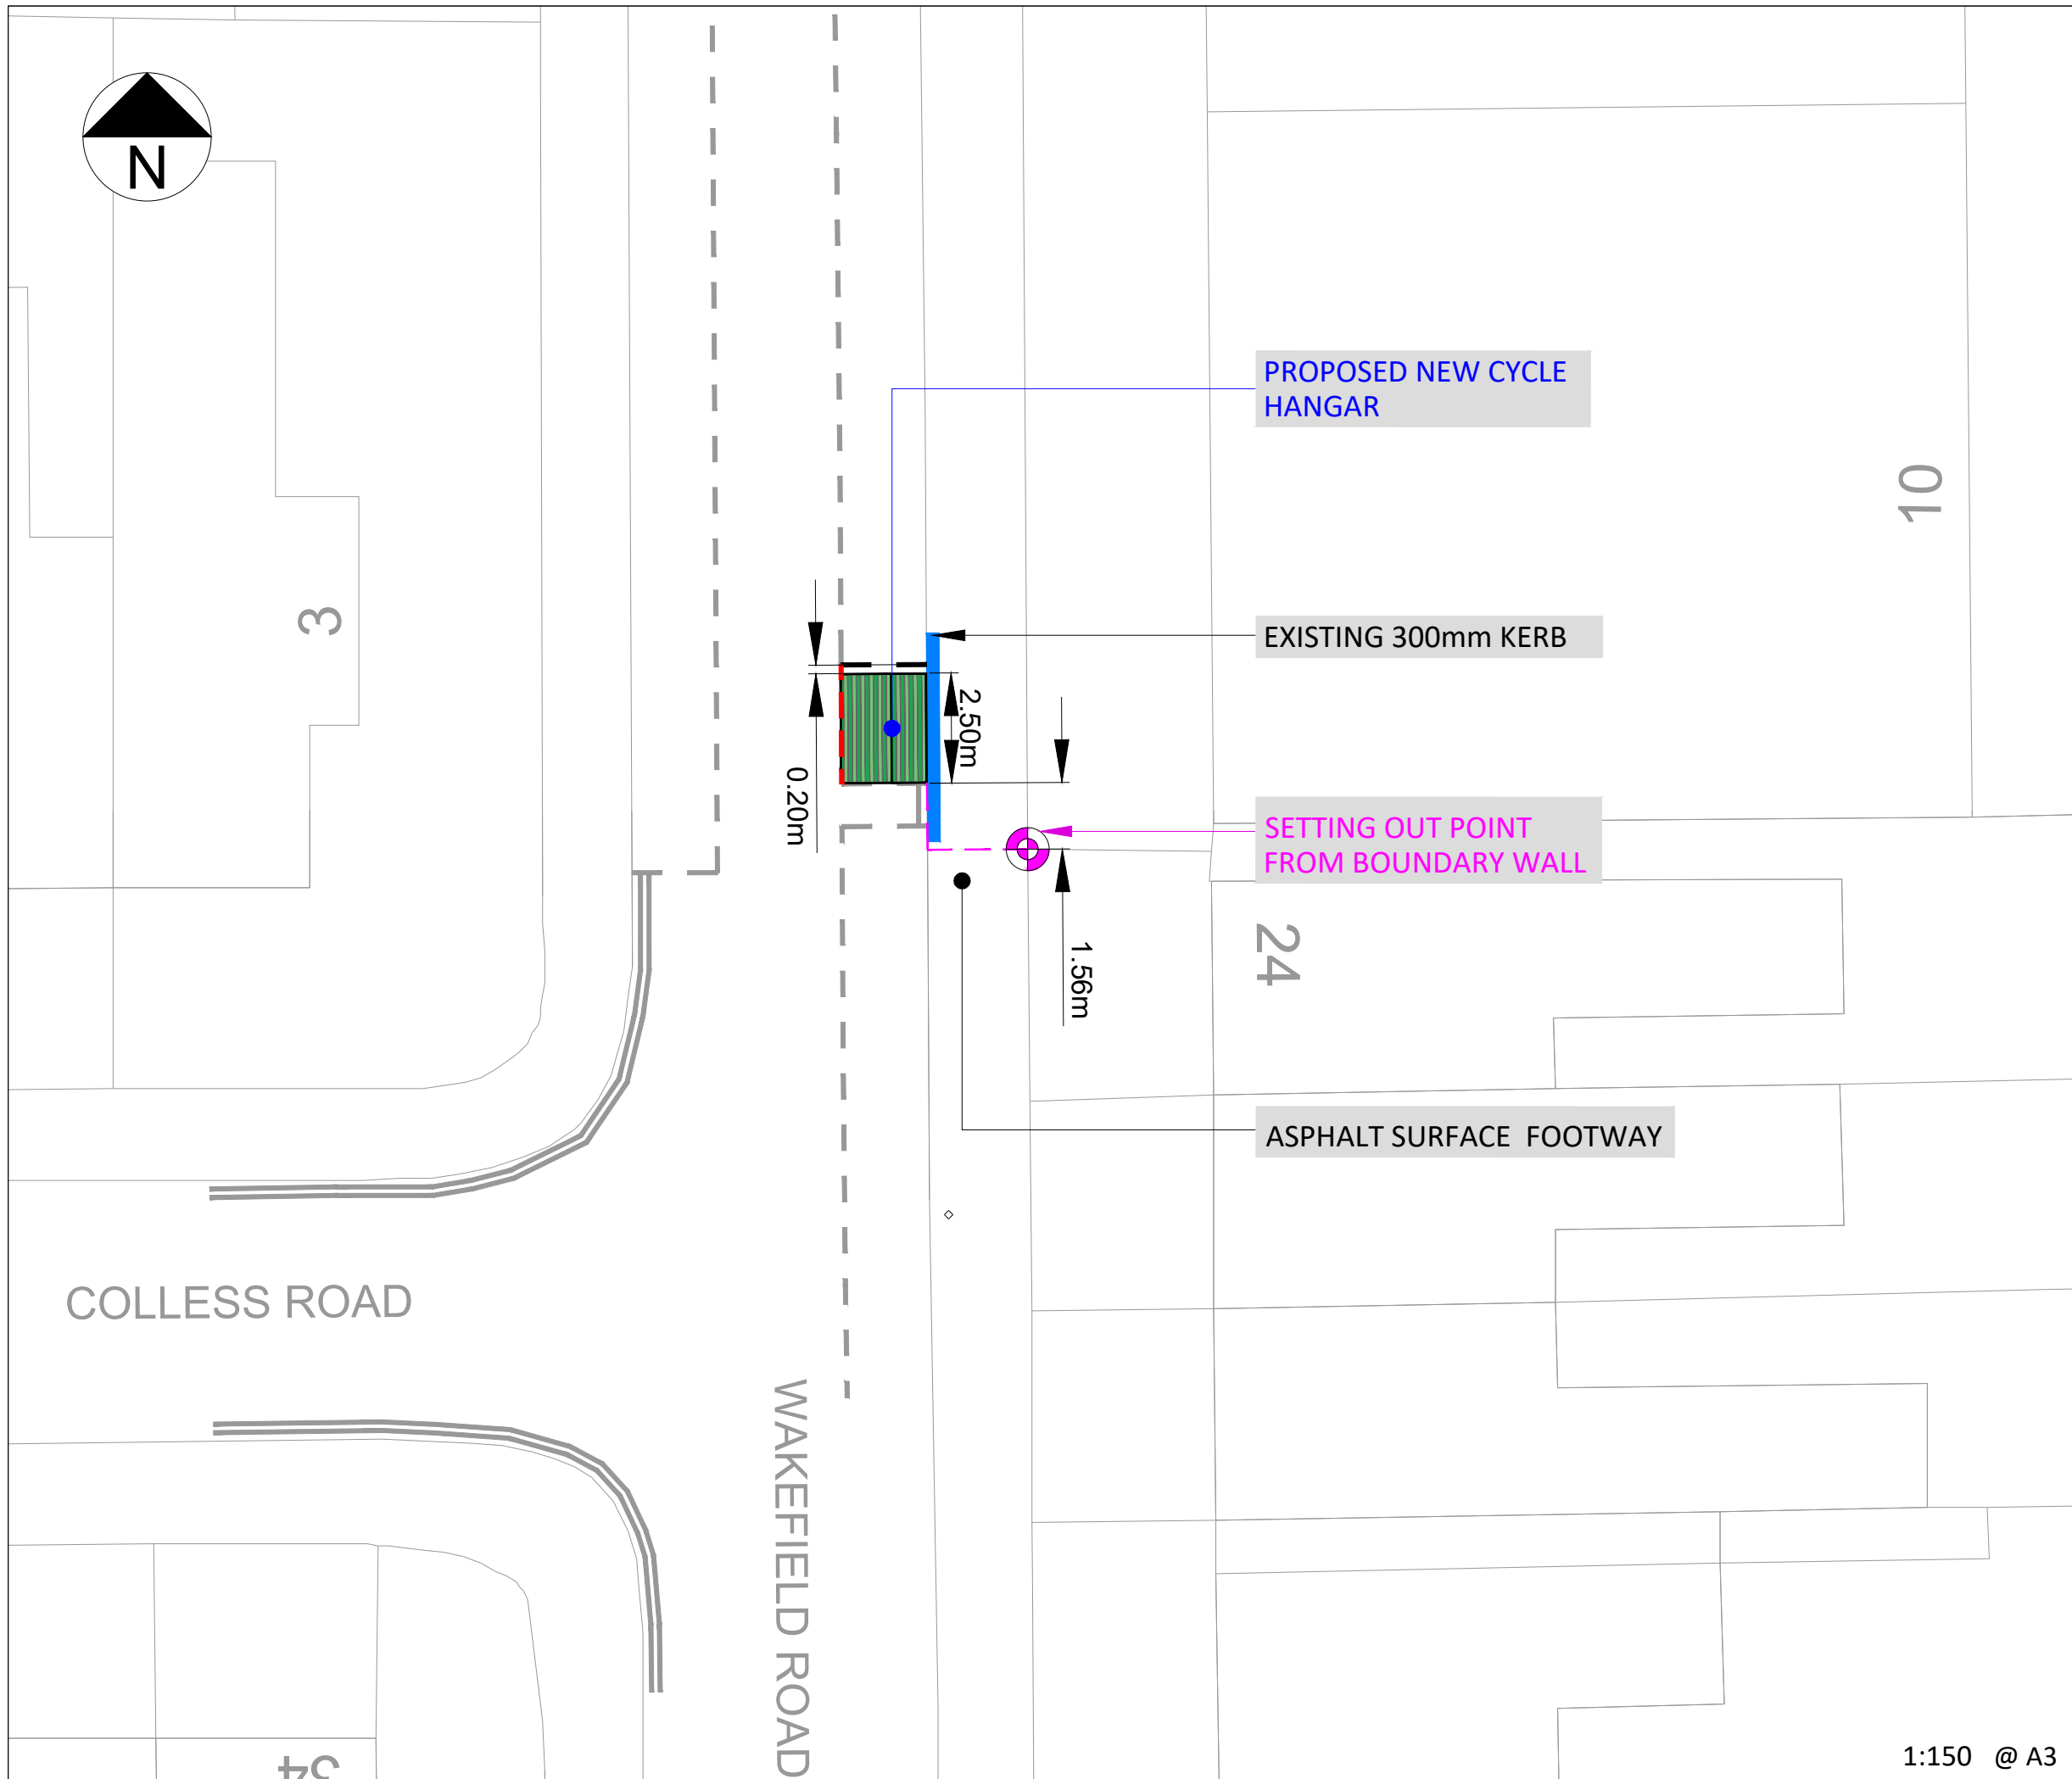 N
PROPOSED NEW CYCLE
HANGAR
10
3
EXISTING 300mm KERB
2.50m
0.20m
SETTING OUT POINT
FROM BOUNDARY WALL
24
1.56m
ASPHALT SURFACE FOOTWAY
COLLESS ROAD
WAKEFIELD ROAD
34
1:150 @ A3